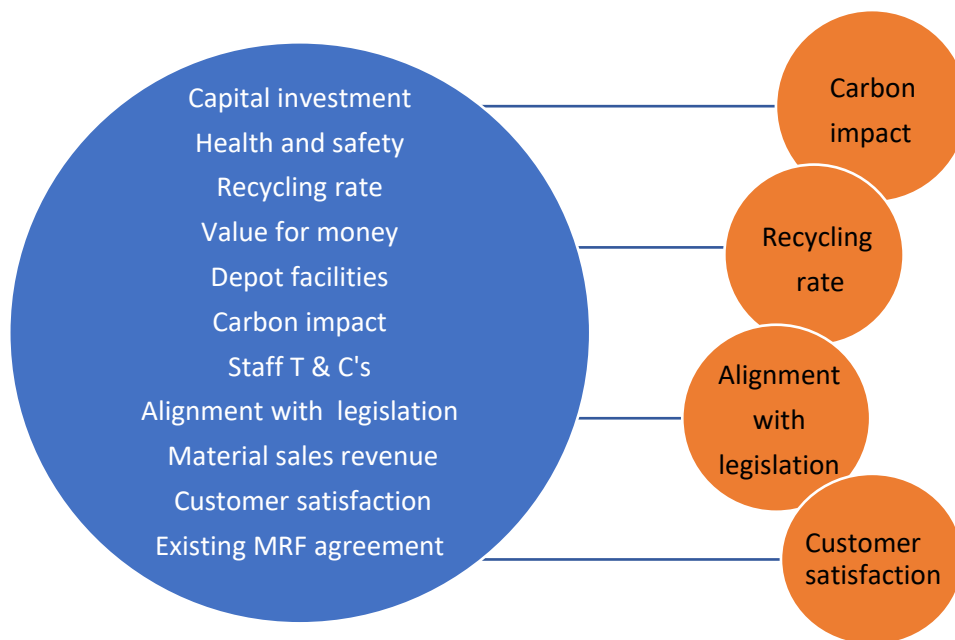 Capital investment
Health and safety
Recycling rate
Value for money
Depot facilities
Carbon impact
Staff T & C's
Alignment with  legislation
Material sales revenue
Customer satisfaction
Existing MRF agreement
Carbon
impact
Recycling
rate
Alignment
with
legislation
Customer
satisfaction